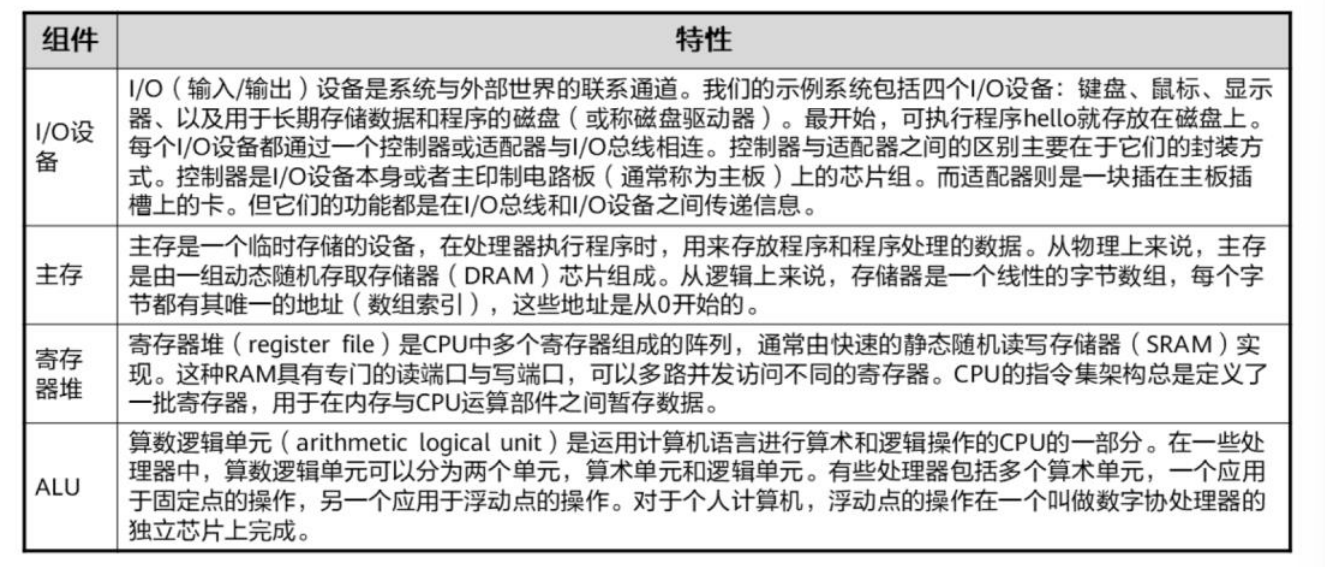 组件
特性
I/O设
备
I/O（输入/输出）设备是系统与外部世界的联系通道。我们的示例系统包括四个I/O设备：键盘、鼠标、显示
器、以及用于长期存储数据和程序的磁盘（或称磁盘驱动器）。最开始，可执行程序hello就存放在磁盘上。
每个I/O设备都通过一个控制器或适配器与I/O总线相连。控制器与适配器之间的区别主要在于它们的封装方
式。控制器是I/O设备本身或者主印制电路板（通常称为主板）上的芯片组。而适配器则是一块插在主板插
槽上的卡。但它们的功能都是在I/O总线和I/O设备之间传递信息。
主存
主存是一个临时存储的设备，在处理器执行程序时，用来存放程序和程序处理的数据。从物理上来说，主存
是由一组动态随机存取存储器（DRAM）芯片组成。从逻辑上来说，存储器是一个线性的字节数组，每个字
节都有其唯一的地址（数组索引），这些地址是从0开始的。
寄存
器堆
寄存器堆（register file）是CPU中多个寄存器组成的阵列，通常由快速的静态随机读写存储器（SRAM）实
现。这种RAM具有专门的读端口与写端口，可以多路并发访问不同的寄存器。CPU的指令集架构总是定义了
一批寄存器，用于在内存与CPU运算部件之间暂存数据。
ALU
算数逻辑单元（arithmetic logical unit）是运用计算机语言进行算术和逻辑操作的CPU的一部分。在一些处
理器中，算数逻辑单元可以分为两个单元，算术单元和逻辑单元。有些处理器包括多个算术单元，一个应用
于固定点的操作，另一个应用于浮动点的操作。对于个人计算机，浮动点的操作在一个叫做数字协处理器的
独立芯片上完成。